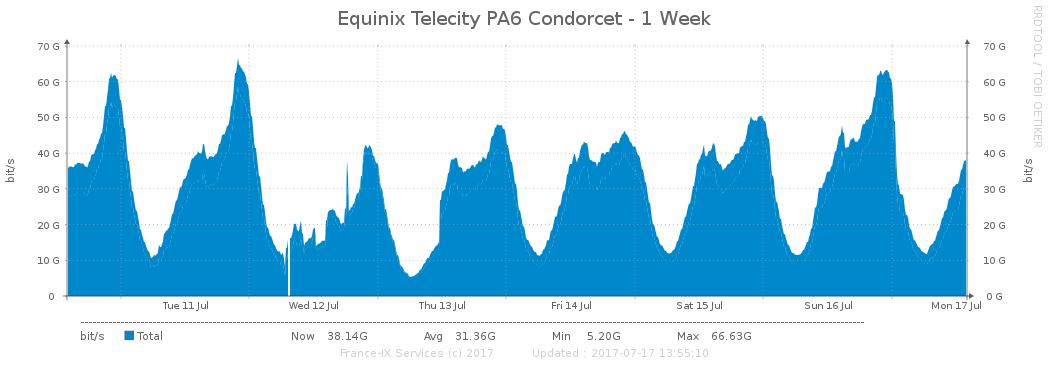 Equinix Telecity PA6 Condorcet - 1 Week
RRDTOOL / TOBI OETIKER
bit/s
70 G
60 G
50 G
40 G
30 G
20 G
10 G
0
70 G
60 G
50 G
40 G
30 G
20 G
10 G
0 G
bit/s
Tue 11 Jul Wed 12 Jul Thu 13 Jul Fri 14 Jul Sat 15 Jul Sun 16 Jul Mon 17 Jul
bit/s Total Now 38.14G Avg 31.36G Min 5.20G Max 66.63G
France-IX Services (c) 2017 Updated : 2017-07-17 13:55:10